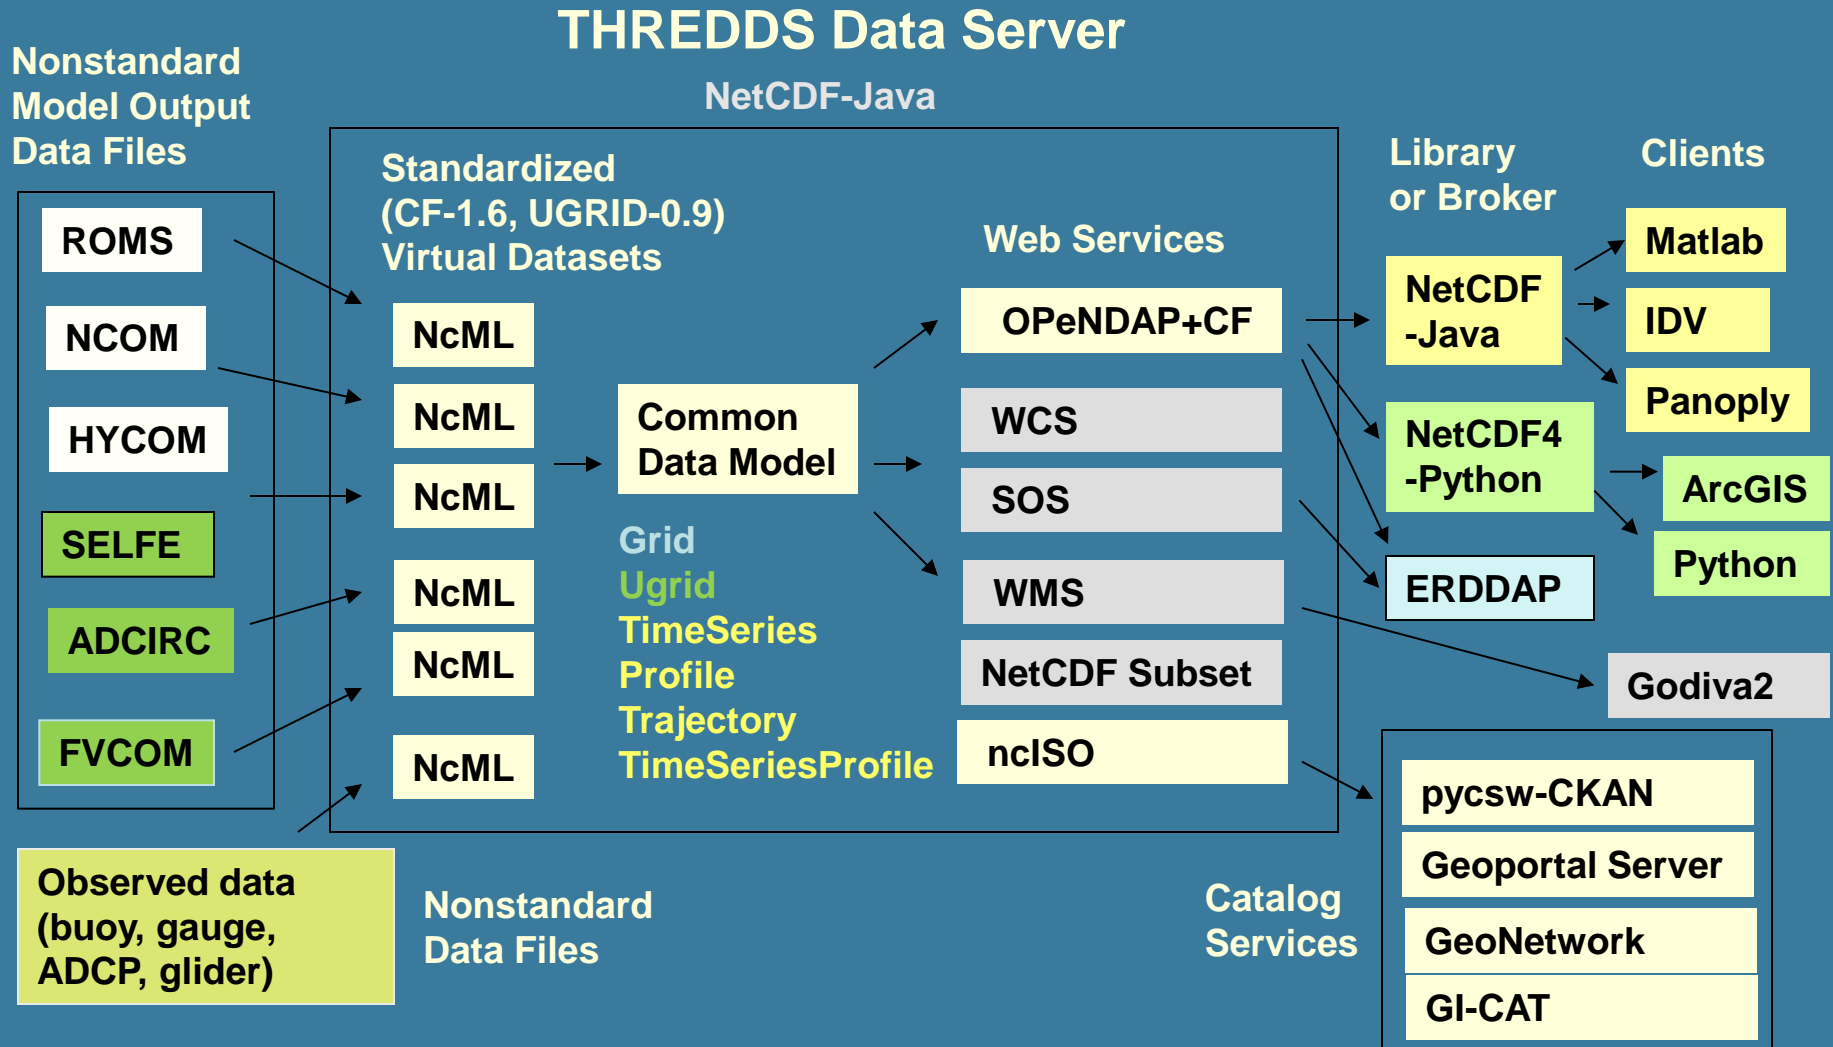 THREDDS Data Server
NetCDF-Java
Nonstandard
Model Output
Data Files
ROMS
NCOM
HYCOM
SELFE
ADCIRC
FVCOM
Observed data
(buoy, gauge,
ADCP, glider)
Nonstandard
Data Files
Standardized
(CF-1.6, UGRID-0.9)
Virtual Datasets
NcML
NcML
NcML
NcML
NcML
NcML
Common
Data Model
Grid
Ugrid
TimeSeries
Profile
Trajectory
TimeSeriesProfile
Web Services
OPeNDAP+CF
WCS
SOS
WMS
NetCDF Subset
ncISO
Library
or Broker
NetCDF
-Java
NetCDF4
-Python
ERDDAP
Clients
Matlab
IDV
Panoply
ArcGIS
Python
Godiva2
Catalog
Services
pycsw-CKAN
Geoportal Server
GeoNetwork
GI-CAT